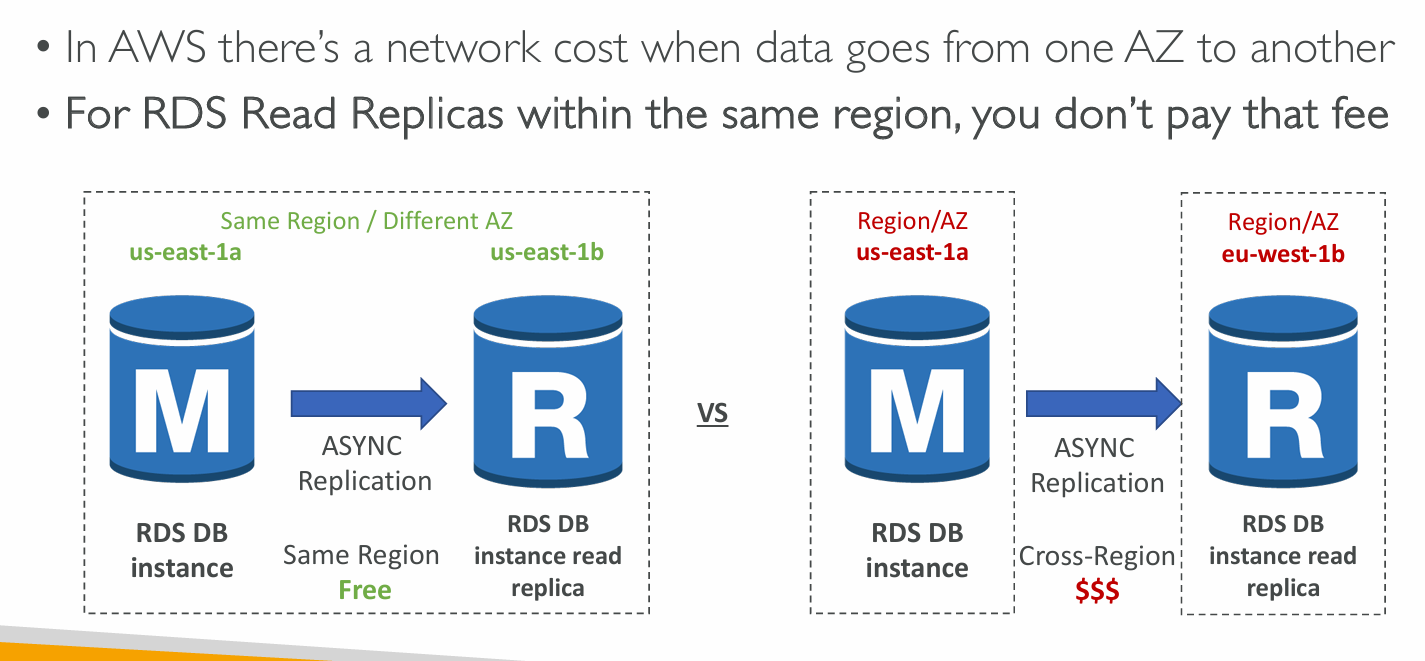 • In AWS there’s a network cost when data goes from one AZ to another
• For RDS Read Replicas within the same region, you don’t pay that fee
Same Region / Different AZ
us-east-1a
us-east-1b
M
R
ASYNC
Replication
RDS DB
instance
Same Region
Free
RDS DB
instance read
replica
VS
Region/AZ
us-east-1a
M
ASYNC
Replication
RDS DB
instance
Cross-Region
$$$
Region/AZ
eu-west-1b
R
RDS DB
instance read
replica